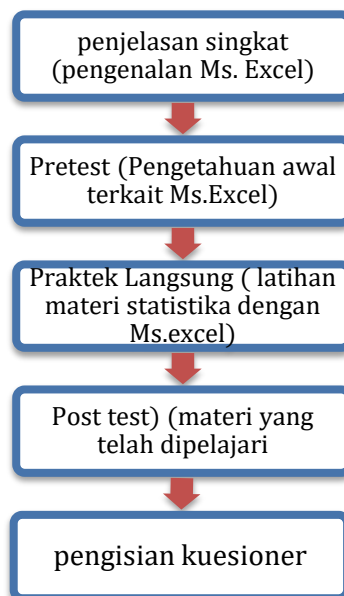 penjelasan singkat
(pengenalan Ms. Excel)
Pretest (Pengetahuan awal
terkait Ms.Excel)
Praktek Langsung ( latihan
materi statistika dengan
Ms.excel)
Post test) (materi yang
telah dipelajari
pengisian kuesioner